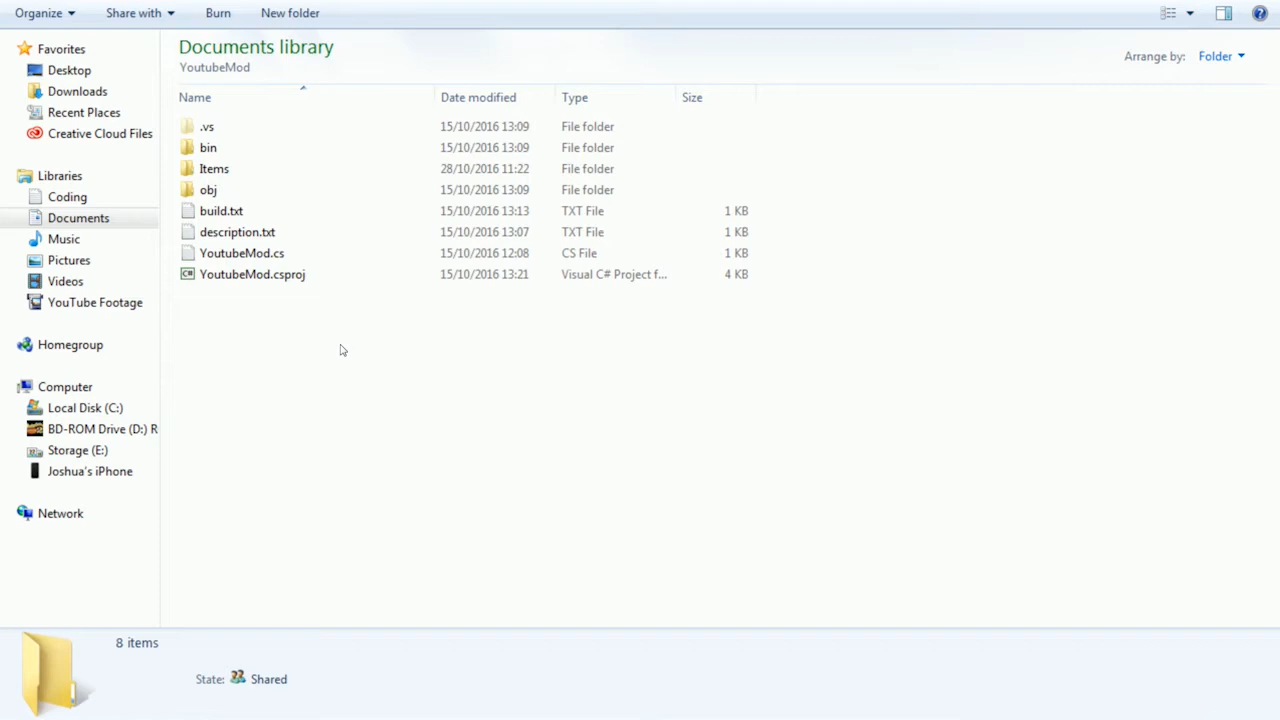 Organize Share with Burn New folder
Favorites
Desktop
Downloads
Recent Places
Creative Cloud Files
Libraries
Coding
Documents
Music
Pictures
Videos
YouTube Footage
Homegroup
Computer
Local Disk (C:)
BD-ROM Drive (D:) R
Storage (E:)
Joshua's iPhone
Network
Documents library
YoutubeMod
Arrange by: Folder
Name Date modified Type Size
.vs 15/10/2016 13:09 File folder
bin 15/10/2016 13:09 File folder
Items 28/10/2016 11:22 File folder
obj 15/10/2016 13:09 File folder
build.txt 15/10/2016 13:13 TXT File 1 KB
description.txt 15/10/2016 13:07 TXT File 1 KB
YoutubeMod.cs 15/10/2016 12:08 CS File 1 KB
YoutubeMod.csproj 15/10/2016 13:21 Visual C# Project f... 4 KB
8 items
State: Shared